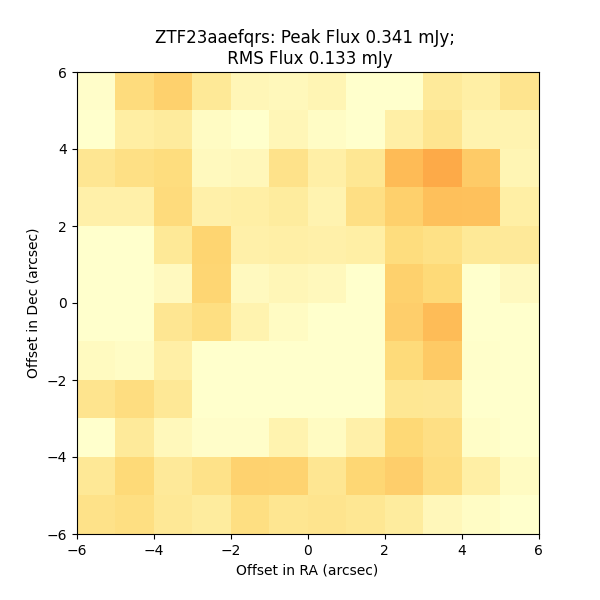 ZTF23aaefqrs: Peak Flux 0.341 mJy;
RMS Flux 0.133 mJy
6
4
2
0
−2
−4
−6
Offset in Dec (arcsec)
−6 −4 −2 0 2 4 6
Offset in RA (arcsec)